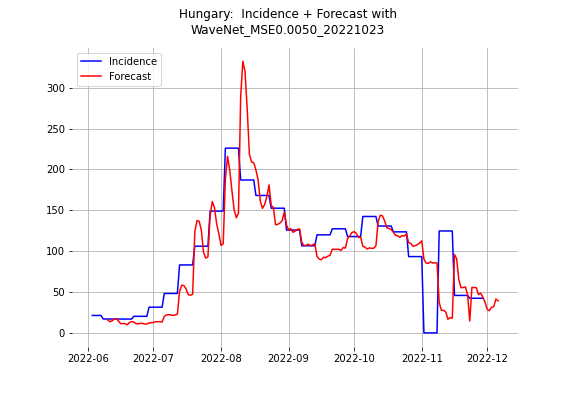 Hungary:  Incidence + Forecast with
WaveNet_MSE0.0050_20221023
Incidence
Forecast
300
250
200
150
100
50
0
2022-06 2022-07 2022-08 2022-09 2022-10 2022-11 2022-12